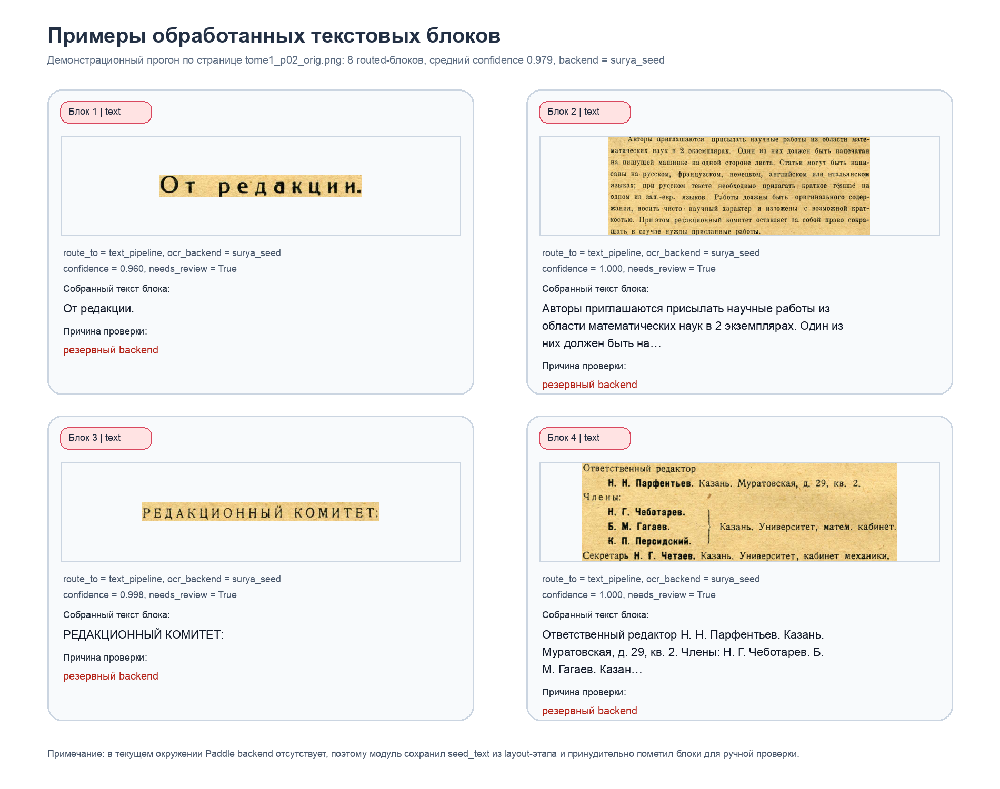 Примеры обработанных текстовых блоков
Демонстрационный прогон по странице tome1_p02_orig.png: 8 routed-блоков, средний confidence 0.979, backend = surya_seed
Блок 1 | text
От редакции.
route_to = text_pipeline, ocr_backend = surya_seed
confidence = 0.960, needs_review = True
Собранный текст блока:
От редакции.
Причина проверки:
резервный backend
Блок 2 | text
Авторы приглашаются присылать научные работы из области мате-
матических наук в 2 экземплярах. Один из них должен быть напечатан
на пишущей машинке на одной стороне листа. Статьи могут быть напи-
саны на русском, французском, немецком, английском или итальянском
языках; при русском тексте необходимо прилагать краткое résumé на
одном из зап.-евр. языков. Работы должны быть оригинального содер-
жания, носить чисто научный характер и изложены с возможной крат-
костью. При этом редакционный комитет оставляет за собой право сокра-
щать в случае нужды присланные работы.
route_to = text_pipeline, ocr_backend = surya_seed
confidence = 1.000, needs_review = True
Собранный текст блока:
Авторы приглашаются присылать научные работы из
области математических наук в 2 экземплярах. Один из
них должен быть на…
Причина проверки:
резервный backend
Блок 3 | text
РЕДАКЦИОННЫЙ КОМИТЕТ:
route_to = text_pipeline, ocr_backend = surya_seed
confidence = 0.998, needs_review = True
Собранный текст блока:
РЕДАКЦИОННЫЙ КОМИТЕТ:
Причина проверки:
резервный backend
Блок 4 | text
Ответственный редактор
Н. Н. Парфентьев. Казань. Муратовская, д. 29, кв. 2.
Члены:
Н. Г. Чеботарев.
Б. М. Гагаев. Казань. Университет, матем. кабинет.
К. П. Персидский.
Секретарь Н. Г. Четаев. Казань. Университет, кабинет механики.
route_to = text_pipeline, ocr_backend = surya_seed
confidence = 1.000, needs_review = True
Собранный текст блока:
Ответственный редактор Н. Н. Парфентьев. Казань.
Муратовская, д. 29, кв. 2. Члены: Н. Г. Чеботарев. Б.
М. Гагаев. Казан…
Причина проверки:
резервный backend
Примечание: в текущем окружении Paddle backend отсутствует, поэтому модуль сохранил seed_text из layout-этапа и принудительно пометил блоки для ручной проверки.